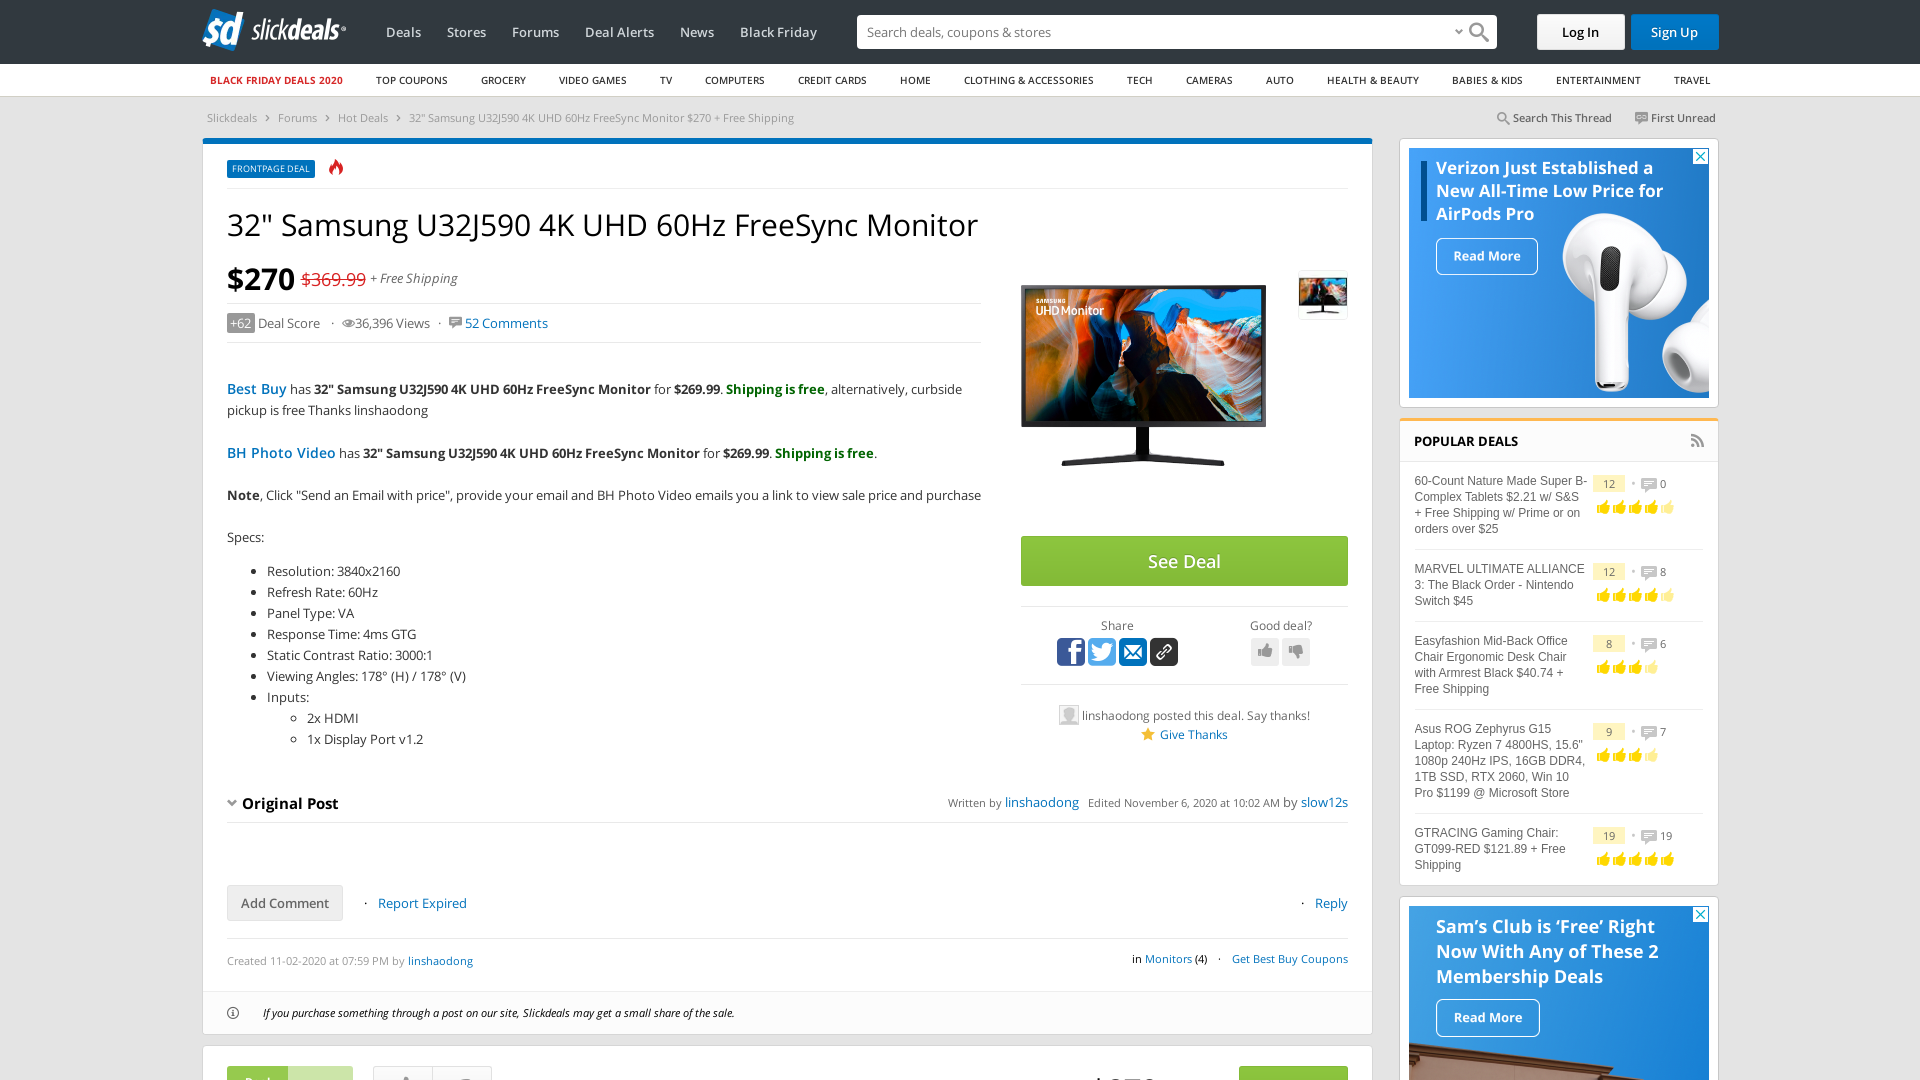 sd slickdeals
Deals
Stores
Forums
Deal Alerts
News
Black Friday
Search deals, coupons & stores
Log In
Sign Up
BLACK FRIDAY DEALS 2020
TOP COUPONS
GROCERY
VIDEO GAMES
TV
COMPUTERS
CREDIT CARDS
HOME
CLOTHING & ACCESSORIES
TECH
CAMERAS
AUTO
HEALTH & BEAUTY
BABIES & KIDS
ENTERTAINMENT
TRAVEL
Slickdeals › Forums › Hot Deals › 32" Samsung U32J590 4K UHD 60Hz FreeSync Monitor $270 + Free Shipping
Search This Thread
First Unread
FRONTPAGE DEAL
32" Samsung U32J590 4K UHD 60Hz FreeSync Monitor
$270 $369.99 + Free Shipping
+62 Deal Score · 36,396 Views · 52 Comments
Best Buy has 32" Samsung U32J590 4K UHD 60Hz FreeSync Monitor for $269.99. Shipping is free, alternatively, curbside
pickup is free Thanks linshaodong
BH Photo Video has 32" Samsung U32J590 4K UHD 60Hz FreeSync Monitor for $269.99. Shipping is free.
Note, Click "Send an Email with price", provide your email and BH Photo Video emails you a link to view sale price and purchase
Specs:
Resolution: 3840x2160
Refresh Rate: 60Hz
Panel Type: VA
Response Time: 4ms GTG
Static Contrast Ratio: 3000:1
Viewing Angles: 178° (H) / 178° (V)
Inputs:
2x HDMI
1x Display Port v1.2
SAMSUNG
UHD Monitor
See Deal
Share
Good deal?
linshaodong posted this deal. Say thanks!
Give Thanks
Original Post
Written by linshaodong Edited November 6, 2020 at 10:02 AM by slow12s
Add Comment
· Report Expired
· Reply
Created 11-02-2020 at 07:59 PM by linshaodong
in Monitors (4) · Get Best Buy Coupons
If you purchase something through a post on our site, Slickdeals may get a small share of the sale.
Verizon Just Established a
New All-Time Low Price for
AirPods Pro
Read More
POPULAR DEALS
60-Count Nature Made Super B-
Complex Tablets $2.21 w/ S&S
+ Free Shipping w/ Prime or on
orders over $25
12 • 0
MARVEL ULTIMATE ALLIANCE
3: The Black Order - Nintendo
Switch $45
12 • 8
Easyfashion Mid-Back Office
Chair Ergonomic Desk Chair
with Armrest Black $40.74 +
Free Shipping
8 • 6
Asus ROG Zephyrus G15
Laptop: Ryzen 7 4800HS, 15.6"
1080p 240Hz IPS, 16GB DDR4,
1TB SSD, RTX 2060, Win 10
Pro $1199 @ Microsoft Store
9 • 7
GTRACING Gaming Chair:
GT099-RED $121.89 + Free
Shipping
19 • 19
Sam's Club is ‘Free’ Right
Now With Any of These 2
Membership Deals
Read More